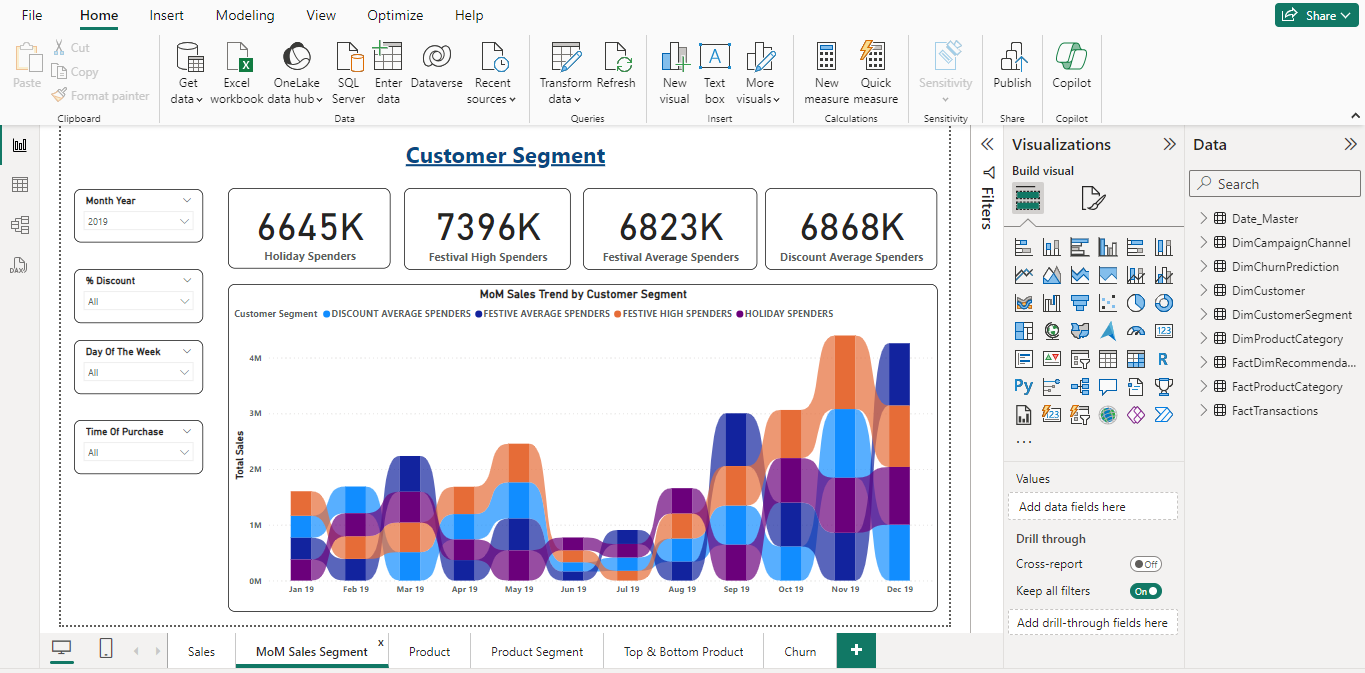 File Home Insert Modeling View Optimize Help Share
Paste Cut
Copy
Format painter
Get data Excel workbook OneLake data hub SQL Server Enter data Dataverse Recent sources
Transform data Refresh
New visual Text box More visuals
New measure Quick measure
Sensitivity
Publish
Copilot
Clipboard Data Queries Insert Calculations Sensitivity Share Copilot
Customer Segment
Month Year
2019
% Discount
All
Day Of The Week
All
Time Of Purchase
All
6645K
Holiday Spenders
7396K
Festival High Spenders
6823K
Festival Average Spenders
6868K
Discount Average Spenders
MoM Sales Trend by Customer Segment
Customer Segment DISCOUNT AVERAGE SPENDERS FESTIVE AVERAGE SPENDERS FESTIVE HIGH SPENDERS HOLIDAY SPENDERS
Total Sales
4M
3M
2M
1M
0M
Jan 19 Feb 19 Mar 19 Apr 19 May 19 Jun 19 Jul 19 Aug 19 Sep 19 Oct 19 Nov 19 Dec 19
Filters
Visualizations
Build visual
123
R
Py
123
...
Values
Add data fields here
Drill through
Cross-report Off
Keep all filters On
Add drill-through fields here
Data
Search
Date_Master
DimCampaignChannel
DimChurnPrediction
DimCustomer
DimCustomerSegment
DimProductCategory
FactDimRecommenda...
FactProductCategory
FactTransactions
DAX
Sales MoM Sales Segment x Product Product Segment Top & Bottom Product Churn +